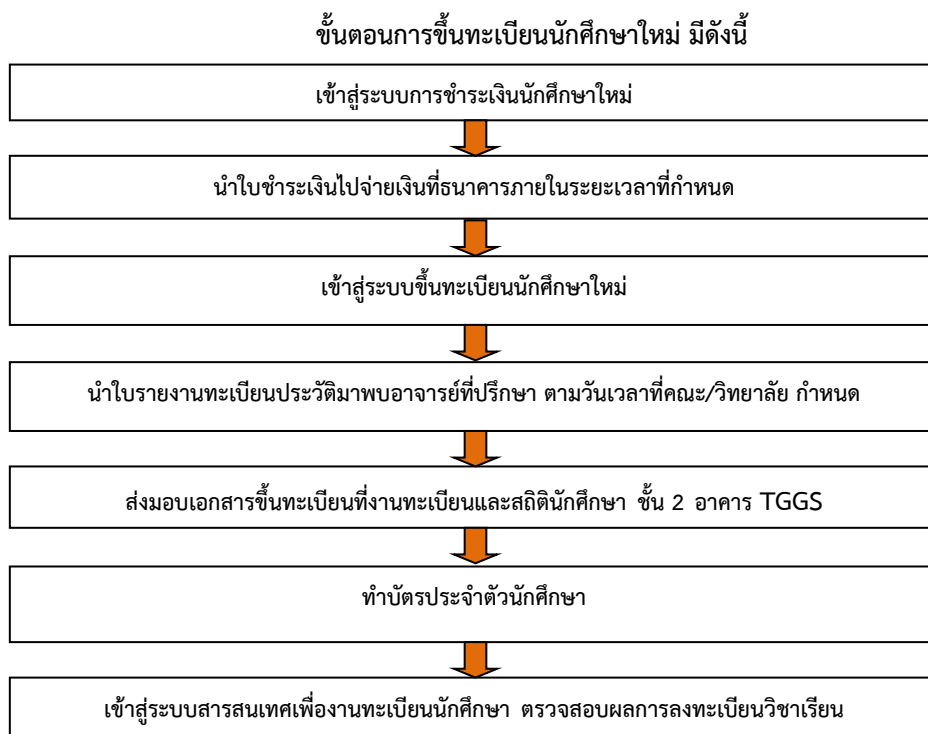 ขั้นตอนการขึ้นทะเบียนนักศึกษาใหม่ มีดังนี้
เข้าสู่ระบบการชำระเงินนักศึกษาใหม่
นำใบชำระเงินไปจ่ายเงินที่ธนาคารภายในระยะเวลาที่กำหนด
เข้าสู่ระบบขึ้นทะเบียนนักศึกษาใหม่
นำใบรายงานทะเบียนประวัติมาพบอาจารย์ที่ปรึกษา ตามวันเวลาที่คณะ/วิทยาลัย กำหนด
ส่งมอบเอกสารขึ้นทะเบียนที่งานทะเบียนและสถิตินักศึกษา ชั้น 2 อาคาร TGGS
ทำบัตรประจำตัวนักศึกษา
เข้าสู่ระบบสารสนเทศเพื่องานทะเบียนนักศึกษา ตรวจสอบผลการลงทะเบียนวิชาเรียน